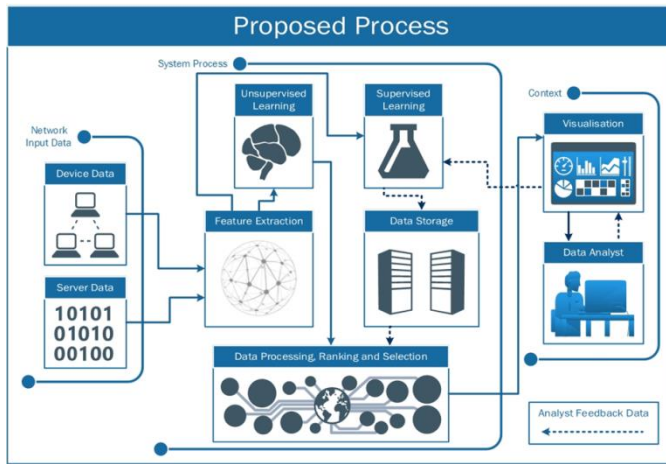 Proposed Process
System Process
Unsupervised
Learning
Supervised
Learning
Context
Visualisation
Network
Input Data
Device Data
Feature Extraction
Data Storage
Data Analyst
Server Data
10101
01010
00100
Data Processing, Ranking and Selection
Analyst Feedback Data